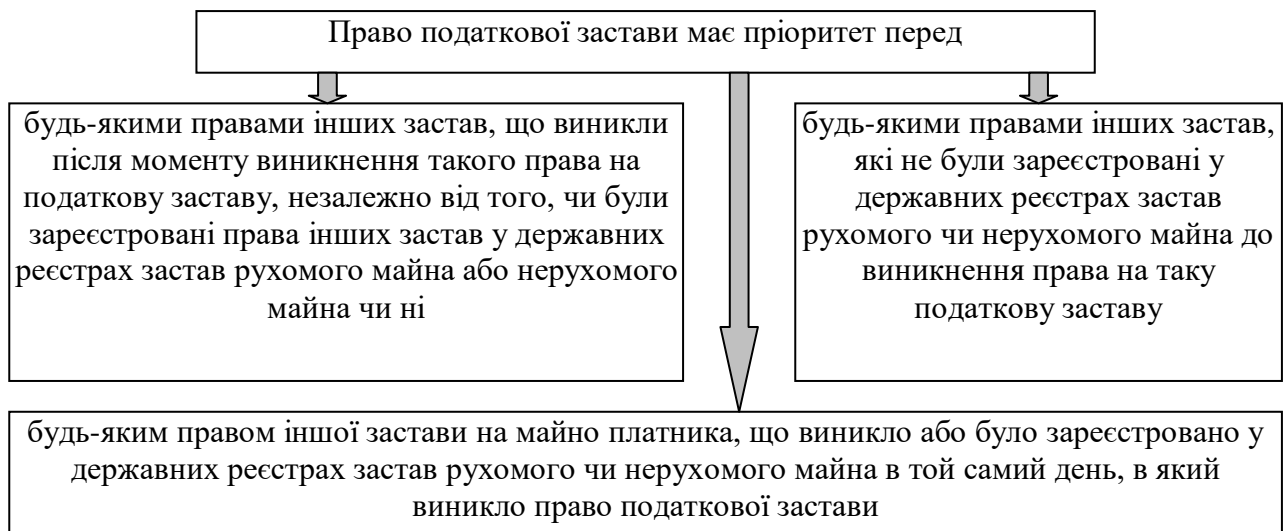 Право податкової застави має пріоритет перед
будь-якими правами інших застав, що виникли
після моменту виникнення такого права на
податкову заставу, незалежно від того, чи були
зареєстровані права інших застав у державних
реєстрах застав рухомого майна або нерухомого
майна чи ні
будь-якими правами інших застав,
які не були зареєстровані у
державних реєстрах застав
рухомого чи нерухомого майна до
виникнення права на таку
податкову заставу
будь-яким правом іншої застави на майно платника, що виникло або було зареєстровано у
державних реєстрах застав рухомого чи нерухомого майна в той самий день, в який
виникло право податкової застави